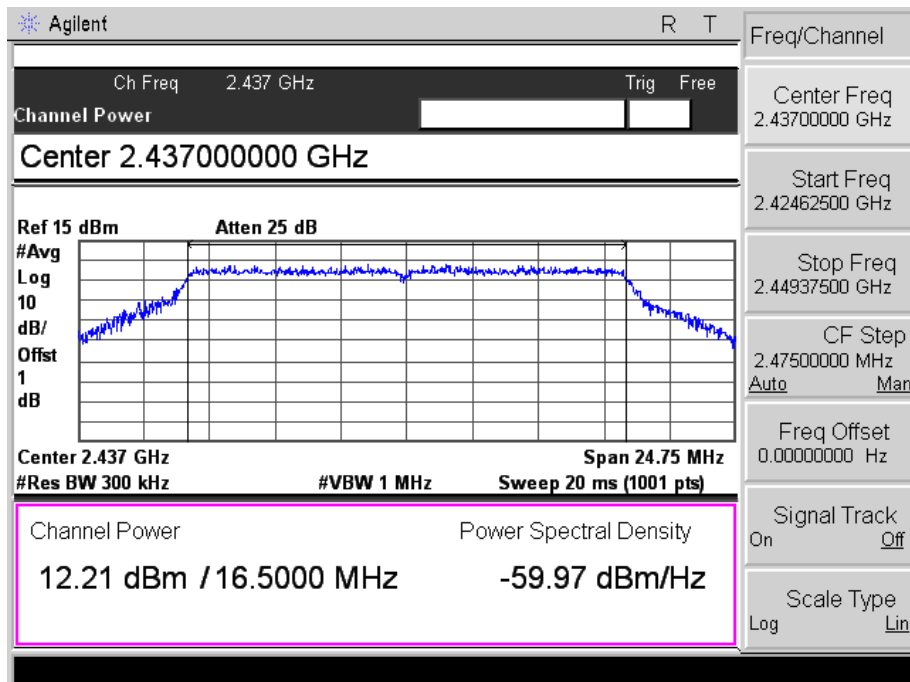 Agilent
R T
Ch Freq 2.437 GHz Trig Free
Channel Power
Center 2.437000000 GHz
Ref 15 dBm Atten 25 dB
#Avg
Log
10
dB/
Offst
1
dB
Center 2.437 GHz Span 24.75 MHz
#Res BW 300 kHz #VBW 1 MHz Sweep 20 ms (1001 pts)
Channel Power Power Spectral Density
12.21 dBm / 16.5000 MHz -59.97 dBm/Hz
Freq/Channel
Center Freq
2.43700000 GHz
Start Freq
2.42462500 GHz
Stop Freq
2.44937500 GHz
CF Step
2.47500000 MHz
Auto Man
Freq Offset
0.00000000 Hz
Signal Track
On Off
Scale Type
Log Lin